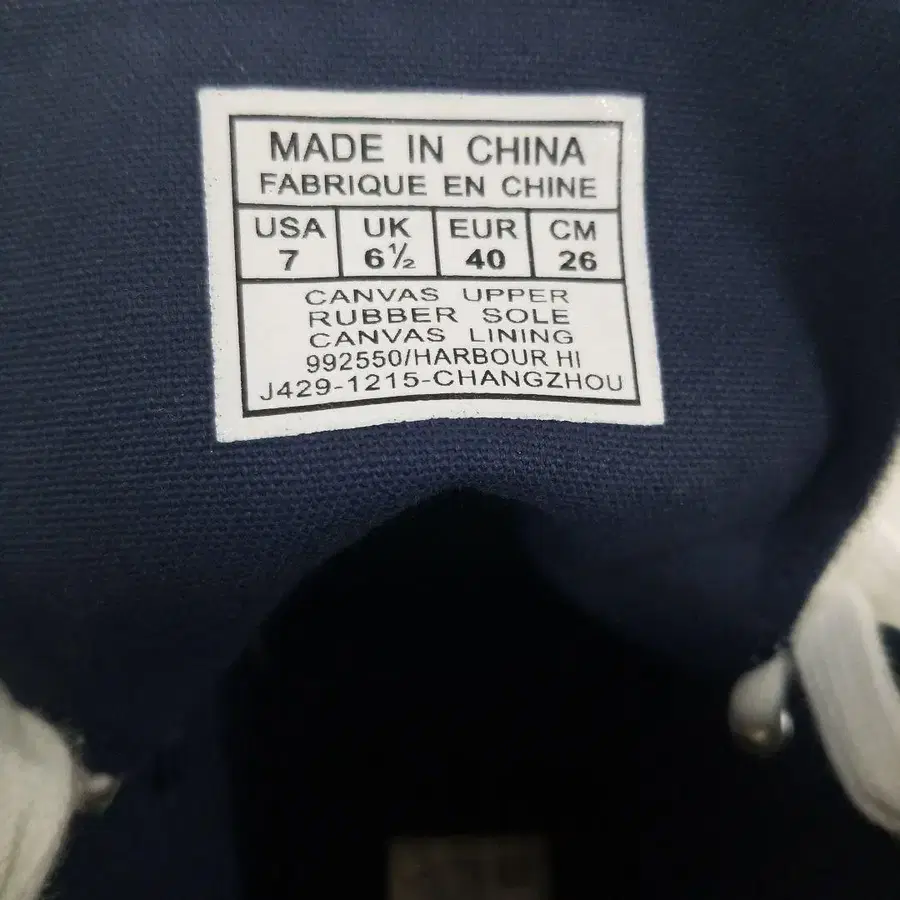 MADE IN CHINA
FABRIQUE EN CHINE
USA UK EUR CM
7 6½ 40 26
CANVAS UPPER
RUBBER SOLE
CANVAS LINING
992550/HARBOUR HI
J429-1215-CHANGZHOU